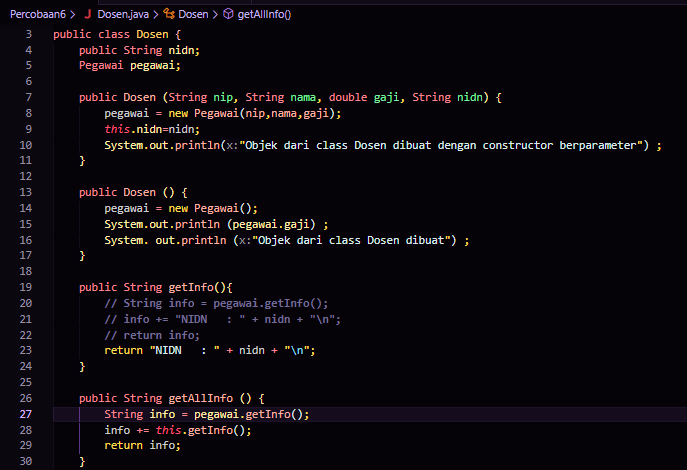 Percobaan6 > J Dosen.java > Dosen > getAllInfo()
3 public class Dosen {
4 public String nidn;
5 Pegawai pegawai;
6
7 public Dosen (String nip, String nama, double gaji, String nidn) {
8 pegawai = new Pegawai(nip,nama,gaji);
9 this.nidn=nidn;
10 System.out.println(x:"Objek dari class Dosen dibuat dengan constructor berparameter") ;
11 }
12
13 public Dosen () {
14 pegawai = new Pegawai();
15 System.out.println (pegawai.gaji) ;
16 System. out.println (x:"Objek dari class Dosen dibuat") ;
17 }
18
19 public String getInfo(){
20 // String info = pegawai.getInfo();
21 // info += "NIDN   : " + nidn + "\n";
22 // return info;
23 return "NIDN   : " + nidn + "\n";
24 }
25
26 public String getAllInfo () {
27 String info = pegawai.getInfo();
28 info += this.getInfo();
29 return info;
30 }